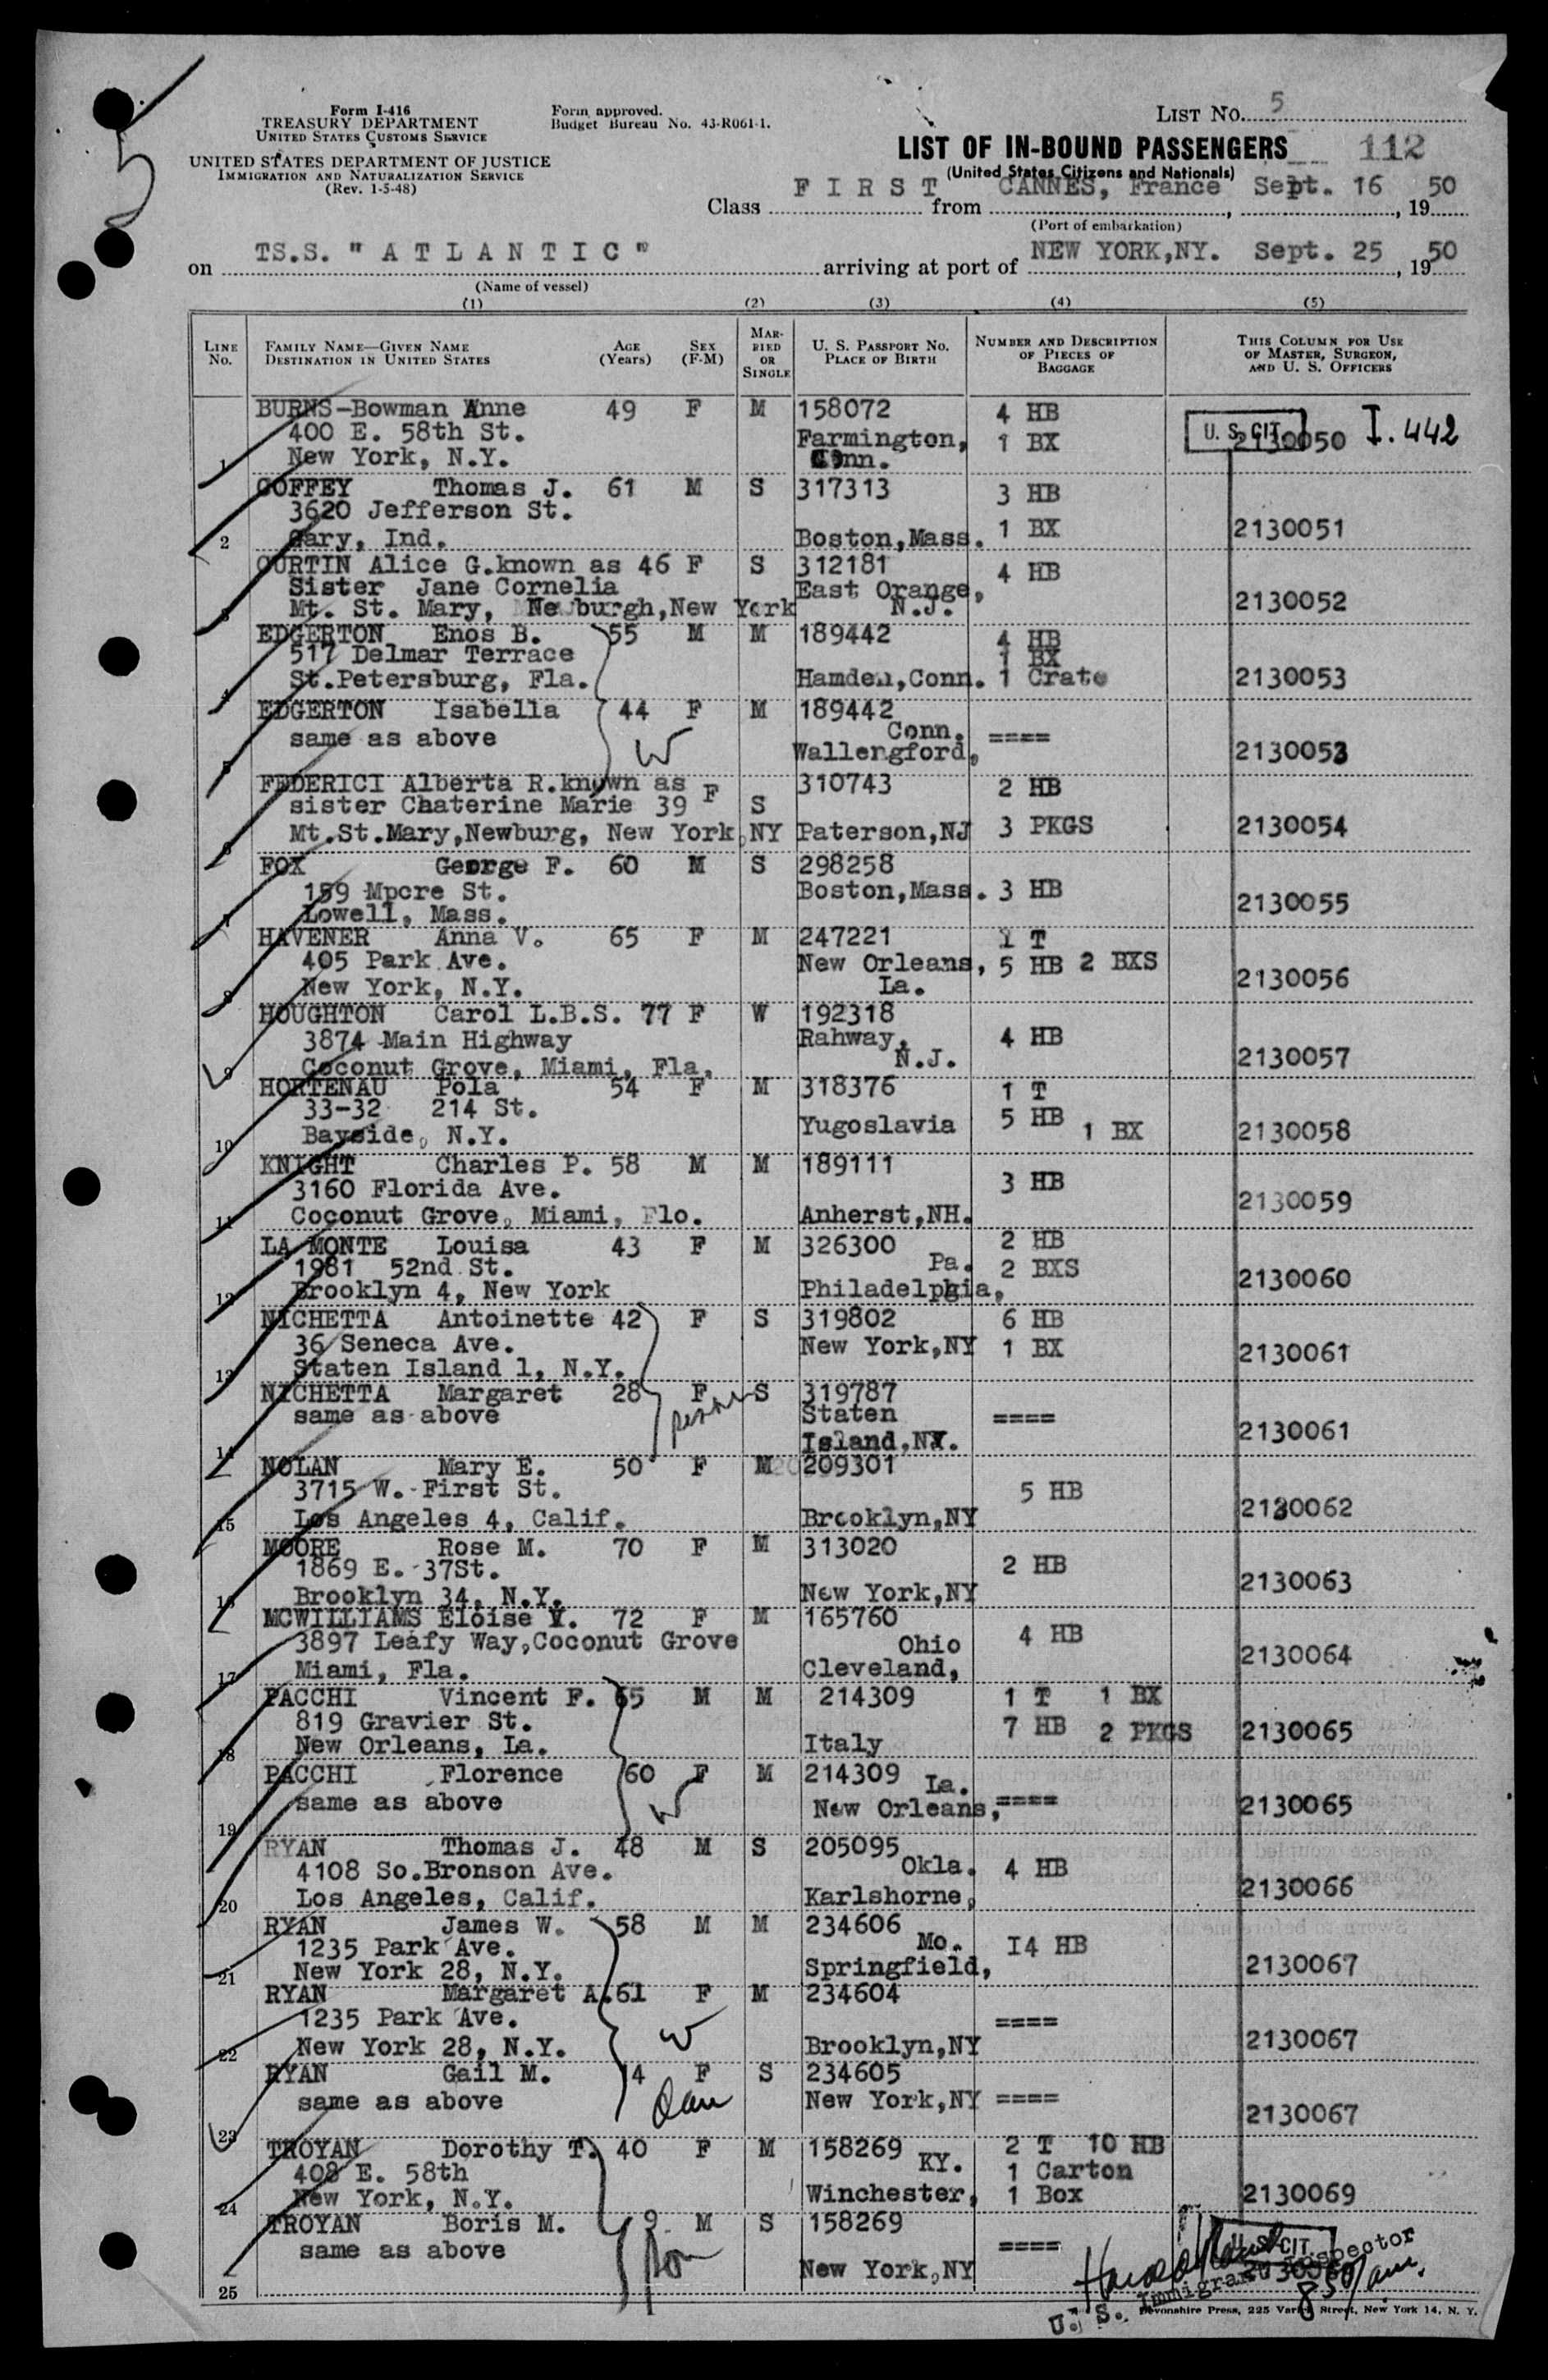 5
Form I-416
TREASURY DEPARTMENT
UNITED STATES CUSTOMS SERVICE
UNITED STATES DEPARTMENT OF JUSTICE
IMMIGRATION AND NATURALIZATION SERVICE
(Rev. 1-5-48)
Form approved.
Budget Bureau No. 43-R061-1.
LIST NO. 5
LIST OF IN-BOUND PASSENGERS 112
(United States Citizens and Nationals)
Class F I R S T from CANNES, France, Sept. 16, 1950
(Port of embarkation)
on TS.S. " A T L A N T I C " arriving at port of NEW YORK,NY. Sept. 25, 1950
(Name of vessel)
(1) (2) (3) (4) (5)
LINE No. FAMILY NAME—GIVEN NAME DESTINATION IN UNITED STATES AGE (Years) SEX (F-M) MARRIED OR SINGLE U. S. PASSPORT NO. PLACE OF BIRTH NUMBER AND DESCRIPTION OF PIECES OF BAGGAGE THIS COLUMN FOR USE OF MASTER, SURGEON, AND U. S. OFFICERS
BURNS-Bowman Anne 49 F M 158072 4 HB
400 E. 58th St. Farmington, 1 BX U. S. CIT. 2130050 I.442
1 New York, N.Y. Conn.
COFFEY Thomas J. 61 M S 317313 3 HB
3620 Jefferson St.
2 Gary, Ind. Boston,Mass. 1 BX 2130051
CURTIN Alice G.known as 46 F S 312181 4 HB
Sister Jane Cornelia East Orange,
3 Mt. St. Mary, Newburgh,New York N.J. 2130052
EDGERTON Enos B. 55 M M 189442 4 HB
517 Delmar Terrace 1 BX
4 St.Petersburg, Fla. Hamden,Conn. 1 Crate 2130053
EDGERTON Isabella 44 F M 189442
same as above W Conn. ====
5 Wallengford, 2130053
FEDERICI Alberta R.known as F 310743 2 HB
sister Chaterine Marie 39 S
6 Mt.St.Mary,Newburg, New York,NY Paterson,NJ 3 PKGS 2130054
FOX George F. 60 M S 298258
159 Mpore St. Boston,Mass. 3 HB
7 Lowell, Mass. 2130055
HAVENER Anna V. 65 F M 247221 1 T
405 Park Ave. New Orleans, 5 HB 2 BXS
8 New York, N.Y. La. 2130056
HOUGHTON Carol L.B.S. 77 F W 192318
3874 Main Highway Rahway, 4 HB
9 Coconut Grove, Miami, Fla. N.J. 2130057
HORTENAU Pola 54 F M 318376 1 T
33-32 214 St. Yugoslavia 5 HB
10 Bayside, N.Y. 1 BX 2130058
KNIGHT Charles P. 58 M M 189111
3160 Florida Ave. 3 HB
11 Coconut Grove, Miami, Flo. Anherst,NH. 2130059
LA MONTE Louisa 43 F M 326300 2 HB
1981 52nd St. Pa. 2 BXS
12 Brooklyn 4, New York Philadelphia, 2130060
NICHETTA Antoinette 42 F S 319802 6 HB
36 Seneca Ave. New York,NY 1 BX
13 Staten Island 1, N.Y. 2130061
NICHETTA Margaret 28 F S 319787
same as above Staten ====
14 Island,NY. 2130061
NOLAN Mary E. 50 F M 209301
3715 W. First St. 5 HB
15 Los Angeles 4, Calif. Brooklyn,NY 2130062
MOORE Rose M. 70 F M 313020
1869 E. 37St. 2 HB
16 Brooklyn 34, N.Y. New York,NY 2130063
MCWILLIAMS Eloise V. 72 F M 165760
3897 Leafy Way,Coconut Grove Ohio 4 HB
17 Miami, Fla. Cleveland, 2130064
PACCHI Vincent F. 65 M M 214309 1 T 1 BX
819 Gravier St. 7 HB 2 PKGS 2130065
18 New Orleans, La. Italy
PACCHI Florence 60 F M 214309 La.
same as above W New Orleans, ==== 2130065
19
RYAN Thomas J. 48 M S 205095
4108 So.Bronson Ave. Okla. 4 HB
20 Los Angeles, Calif. Karlshorne, 2130066
RYAN James W. 58 M M 234606
1235 Park Ave. Mo. 14 HB
21 New York 28, N.Y. Springfield, 2130067
RYAN Margaret A. 61 F M 234604
1235 Park Ave. W ====
22 New York 28, N.Y. Brooklyn,NY 2130067
RYAN Gail M. 14 F S 234605
same as above Dau New York,NY ====
23 2130067
TROYAN Dorothy T. 40 F M 158269 2 T 10 HB
408 E. 58th KY. 1 Carton
24 New York, N.Y. Winchester, 1 Box 2130069
TROYAN Boris M. 9 M S 158269
same as above Son ==== U. S. CIT.
25 New York,NY
U. S. Immigrant Inspector
850 am.
Devonshire Press, 225 Varick Street, New York 14, N. Y.